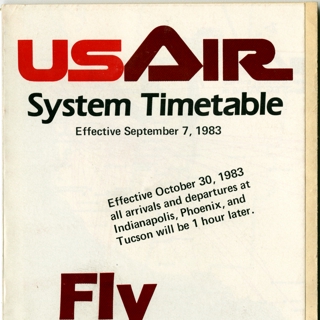 USAIR
System Timetable
Effective September 7, 1983
Effective October 30, 1983
all arrivals and departures at
Indianapolis, Phoenix, and
Tucson will be 1 hour later.
Fly